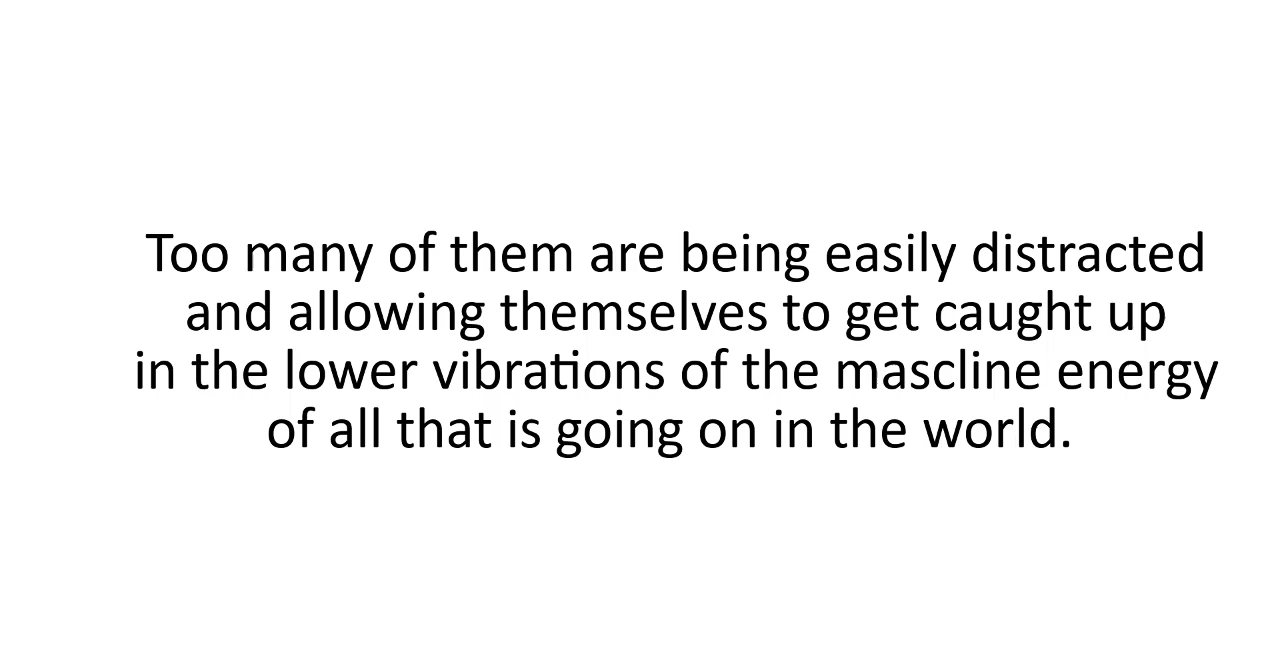 Too many of them are being easily distracted
and allowing themselves to get caught up
in the lower vibrations of the mascline energy
of all that is going on in the world.